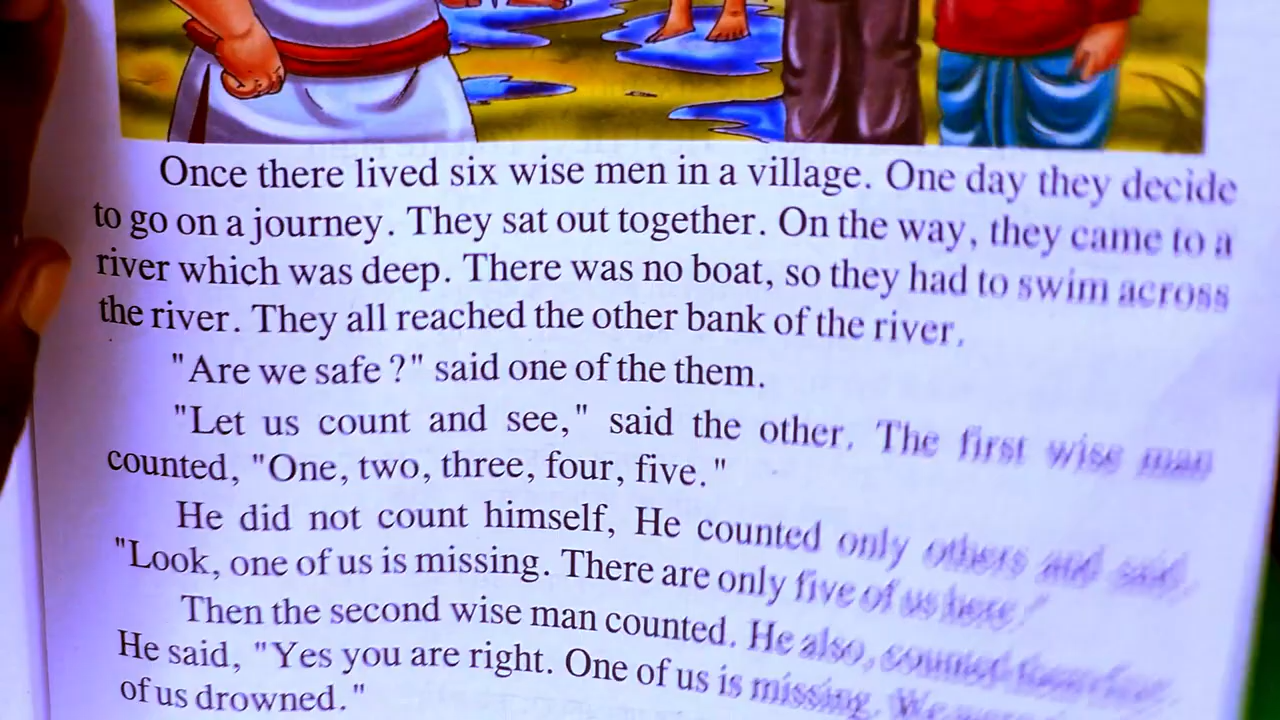 Once there lived six wise men in a village. One day they decide
to go on a journey. They sat out together. On the way, they came to a
river which was deep. There was no boat, so they had to swim across
the river. They all reached the other bank of the river.
"Are we safe ?" said one of the them.
"Let us count and see," said the other. The first wise man
counted, "One, two, three, four, five."
He did not count himself, He counted only others and said,
"Look, one of us is missing. There are only five of us here!
Then the second wise man counted. He also, counted
He said, "Yes you are right. One of us is missing. We
of us drowned."